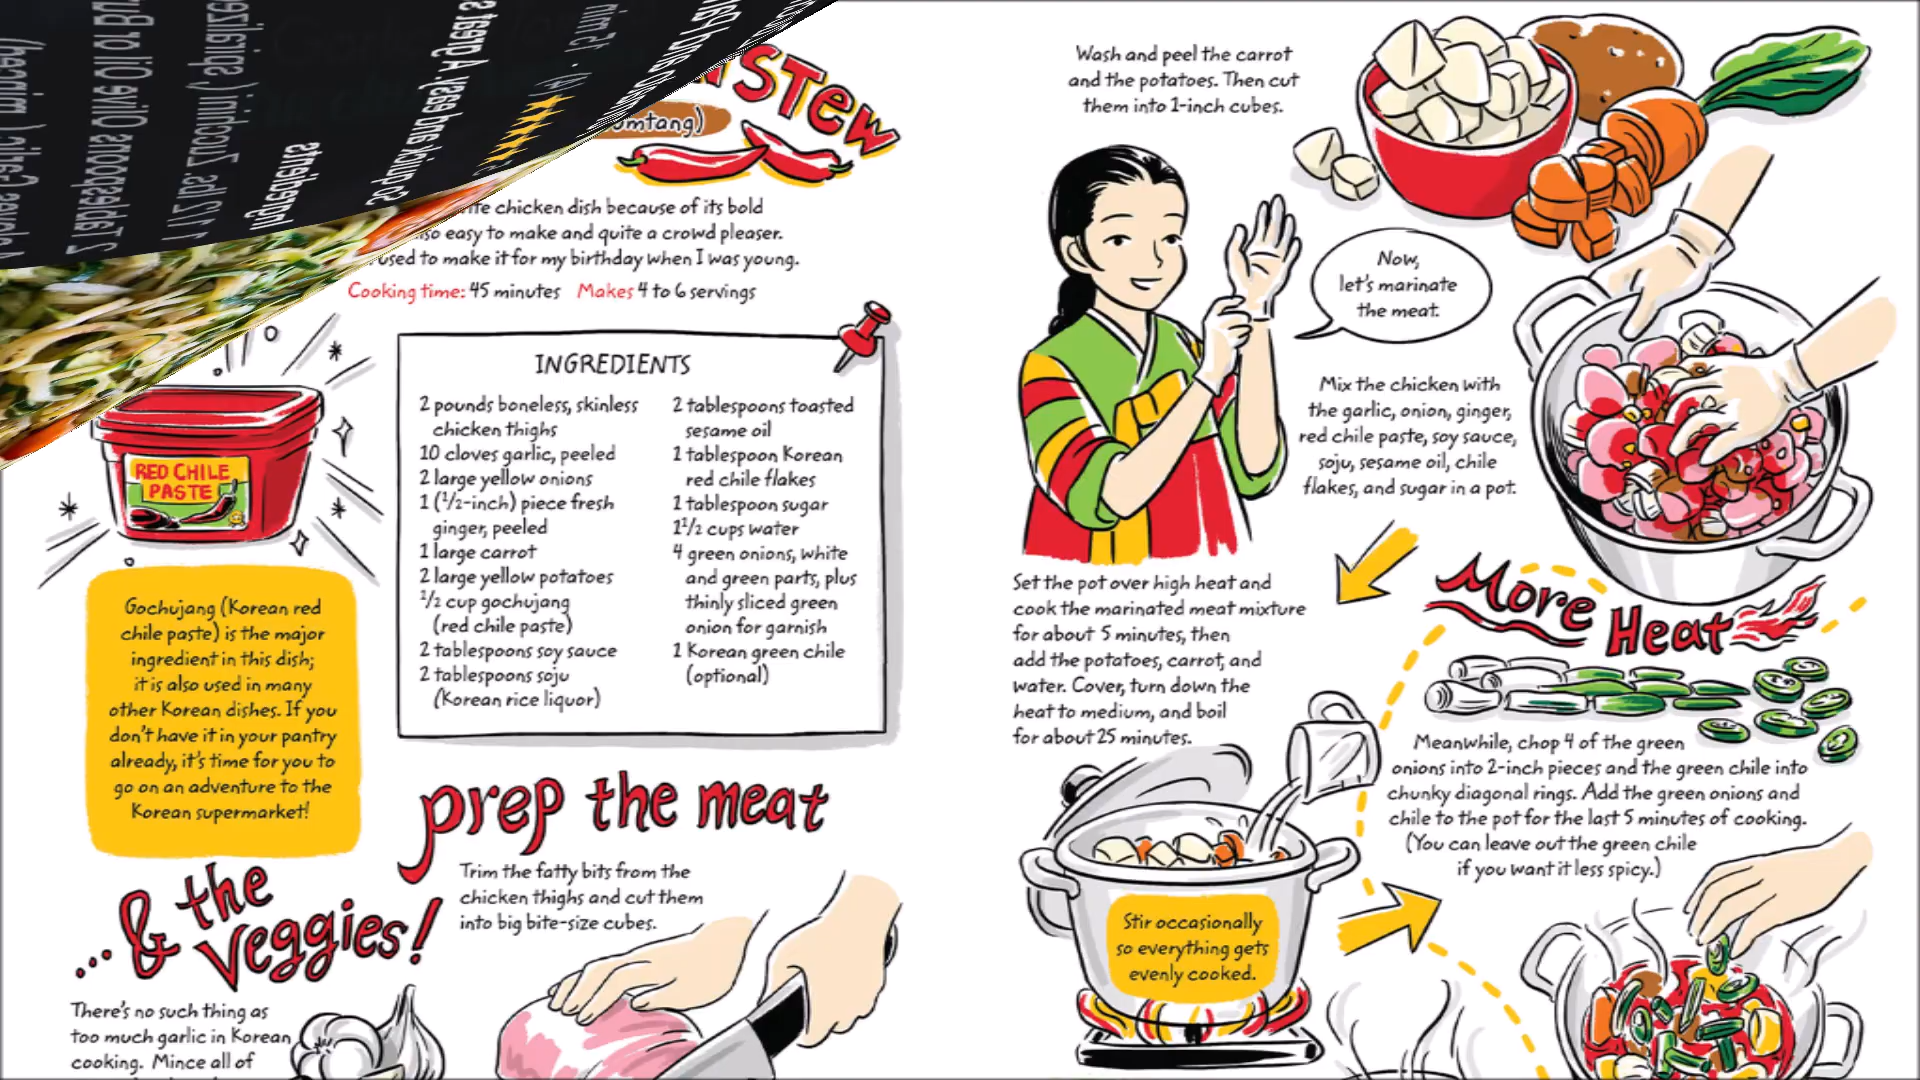 STew
omtang)
chicken dish because of its bold
so easy to make and quite a crowd pleaser.
used to make it for my birthday when I was young.
Cooking time: 45 minutes Makes 4 to 6 servings
RED CHILE
PASTE
Gochujang (Korean red
chile paste) is the major
ingredient in this dish;
it is also used in many
other Korean dishes. If you
don't have it in your pantry
already, it's time for you to
go on an adventure to the
Korean supermarket!
INGREDIENTS
2 pounds boneless, skinless
chicken thighs
10 cloves garlic, peeled
2 large yellow onions
1 (1/2-inch) piece fresh
ginger, peeled
1 large carrot
2 large yellow potatoes
1/2 cup gochujang
(red chile paste)
2 tablespoons soy sauce
2 tablespoons soju
(Korean rice liquor)
2 tablespoons toasted
sesame oil
1 tablespoon Korean
red chile flakes
1 tablespoon sugar
1 1/2 cups water
4 green onions, white
and green parts, plus
thinly sliced green
onion for garnish
1 Korean green chile
(optional)
prep the meat
Trim the fatty bits from the
chicken thighs and cut them
into big bite-size cubes.
...& the
Veggies!
There's no such thing as
too much garlic in Korean
cooking. Mince all of
Wash and peel the carrot
and the potatoes. Then cut
them into 1-inch cubes.
Now,
let's marinate
the meat.
Mix the chicken with
the garlic, onion, ginger,
red chile paste, soy sauce,
soju, sesame oil, chile
flakes, and sugar in a pot.
Set the pot over high heat and
cook the marinated meat mixture
for about 5 minutes, then
add the potatoes, carrot, and
water. Cover, turn down the
heat to medium, and boil
for about 25 minutes.
Stir occasionally
so everything gets
evenly cooked.
More Heat
Meanwhile, chop 4 of the green
onions into 2-inch pieces and the green chile into
chunky diagonal rings. Add the green onions and
chile to the pot for the last 5 minutes of cooking.
(You can leave out the green chile
if you want it less spicy.)
Ingredients
2 Tablespoons Olive Oil or